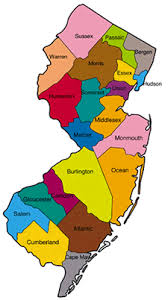 Sussex
Passaic
Bergen
Warren
Morris
Essex
Hudson
Union
Hunterdon
Somerset
Middlesex
Mercer
Monmouth
Burlington
Ocean
Camden
Gloucester
Salem
Atlantic
Cumberland
Cape May